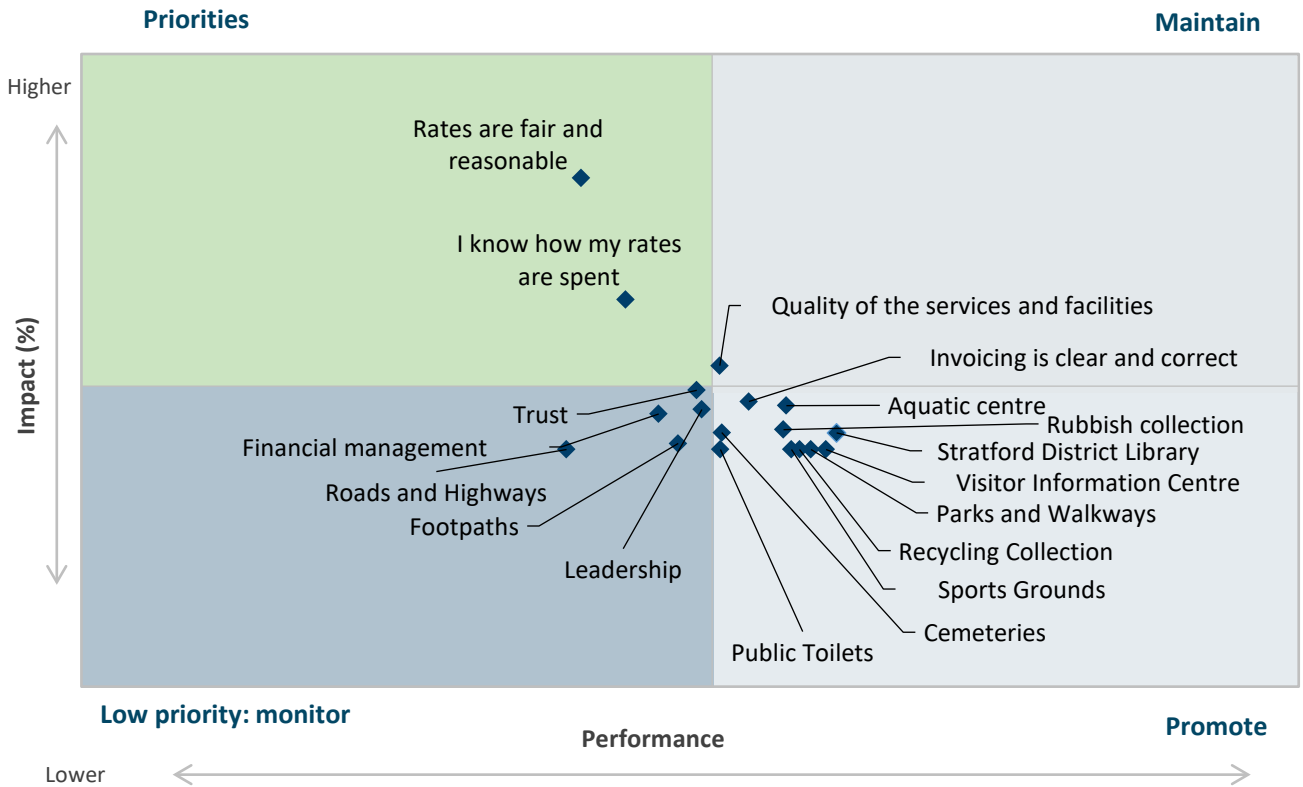 Priorities
Maintain
Higher
Rates are fair and
reasonable
I know how my rates
are spent
Quality of the services and facilities
Invoicing is clear and correct
Impact (%)
Trust
Aquatic centre
Rubbish collection
Financial management
Stratford District Library
Visitor Information Centre
Roads and Highways
Parks and Walkways
Footpaths
Recycling Collection
Leadership
Sports Grounds
Cemeteries
Public Toilets
Low priority: monitor
Promote
Performance
Lower